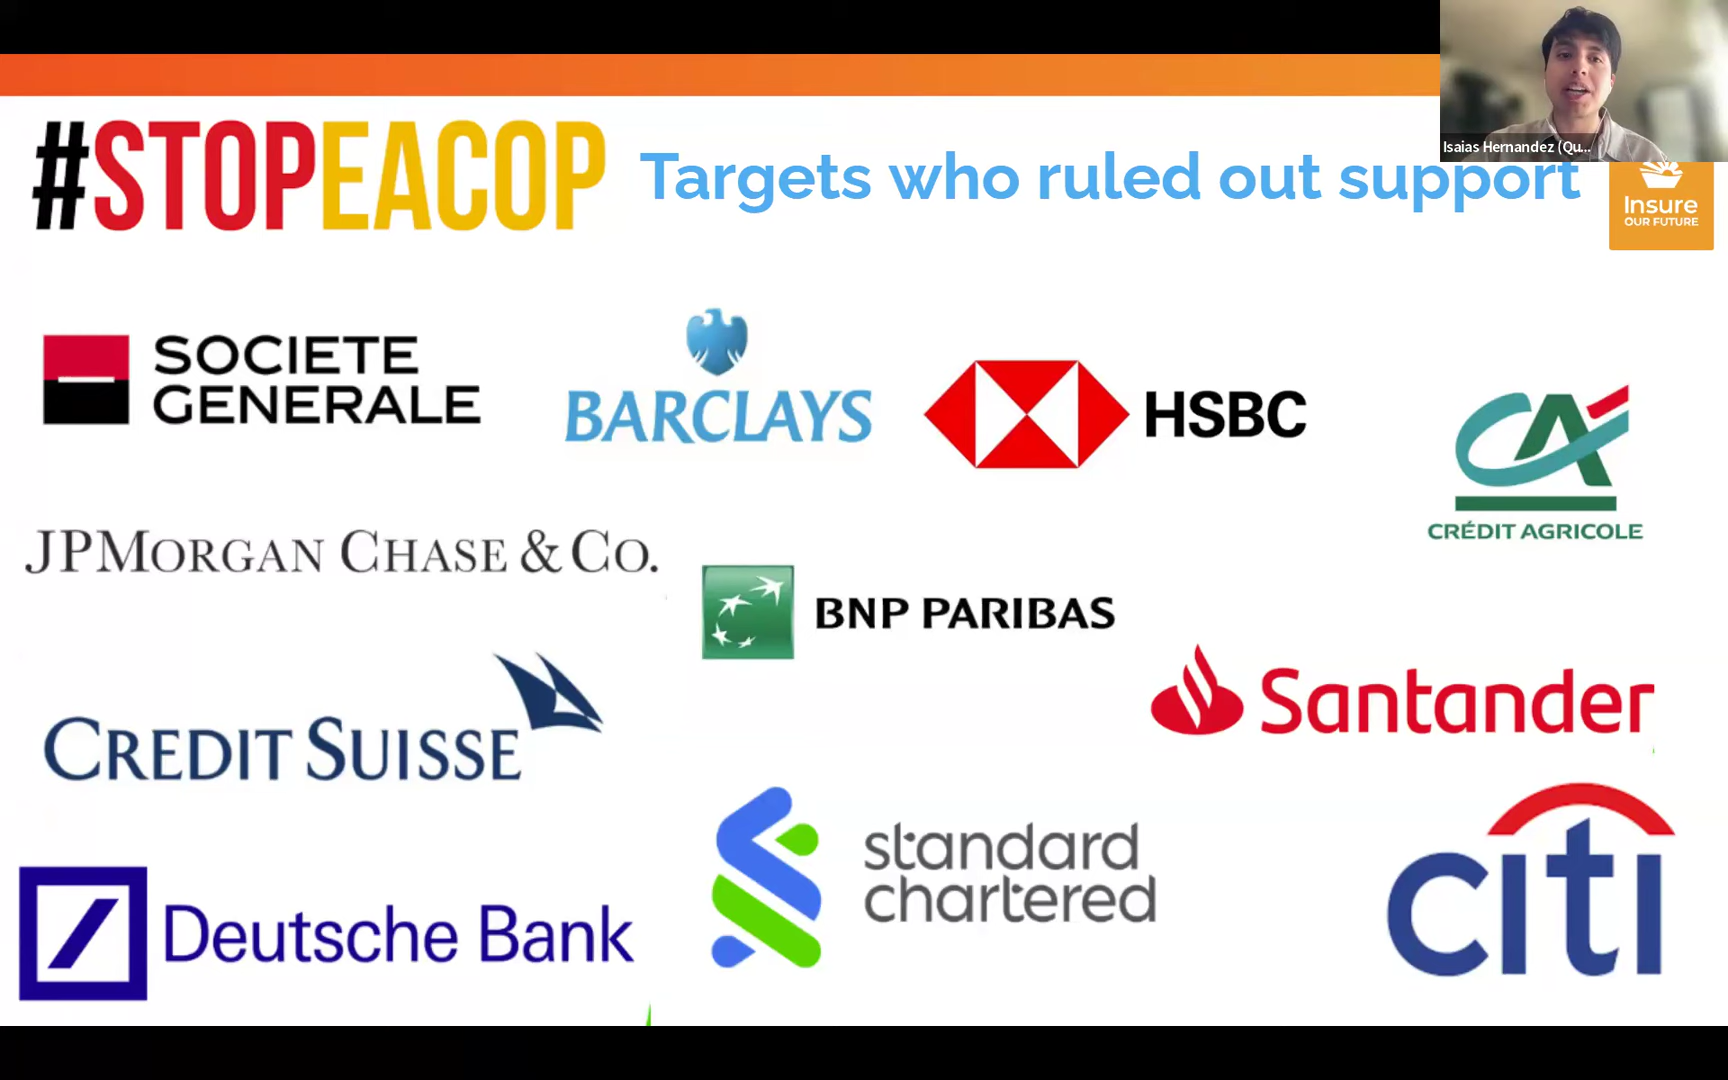 Isaias Hernandez (Qu...
#STOPEACOP
Targets who ruled out support
Insure
OUR FUTURE
SOCIETE
GENERALE
BARCLAYS
HSBC
CRÉDIT AGRICOLE
JPMORGAN CHASE & CO.
BNP PARIBAS
Santander
CREDIT SUISSE
standard
chartered
citi
Deutsche Bank